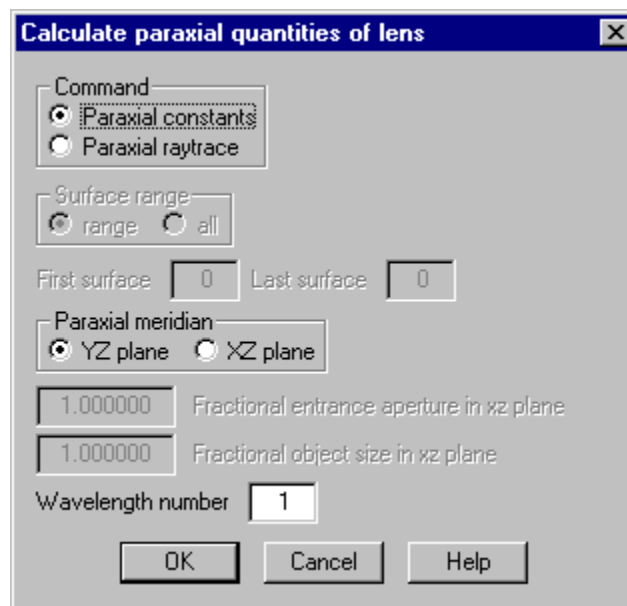 Calculate paraxial quantities of lens
Command
Paraxial constants
Paraxial raytrace
Surface range
range all
First surface 0 Last surface 0
Paraxial meridian
YZ plane XZ plane
1.000000 Fractional entrance aperture in xz plane
1.000000 Fractional object size in xz plane
Wavelength number 1
OK Cancel Help